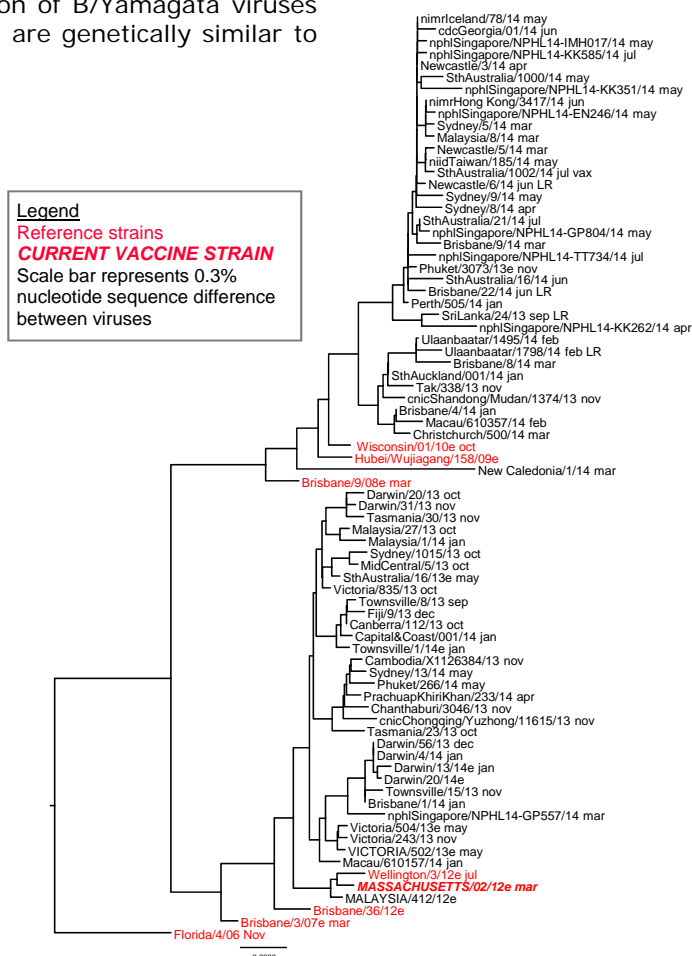 on of B/Yamagata viruses
are genetically similar to
Legend
Reference strains
CURRENT VACCINE STRAIN
Scale bar represents 0.3%
nucleotide sequence difference
between viruses
nimrIceland/78/14 may
cdcGeorgia/01/14 jun
nphlSingapore/NPHL14-IMH017/14 may
nphlSingapore/NPHL14-KK585/14 jul
Newcastle/3/14 apr
SthAustralia/1000/14 may
nphlSingapore/NPHL14-KK351/14 may
nimrHong Kong/3417/14 jun
nphlSingapore/NPHL14-EN246/14 may
Sydney/5/14 mar
Malaysia/8/14 mar
Newcastle/5/14 mar
niidTaiwan/185/14 may
SthAustralia/1002/14 jul vax
Newcastle/6/14 jun LR
Sydney/9/14 may
Sydney/8/14 apr
SthAustralia/21/14 jul
nphlSingapore/NPHL14-GP804/14 may
Brisbane/9/14 mar
nphlSingapore/NPHL14-TT734/14 jul
Phuket/3073/13e nov
SthAustralia/16/14 jun
Brisbane/22/14 jun LR
Perth/505/14 jan
SriLanka/24/13 sep LR
nphlSingapore/NPHL14-KK262/14 apr
Ulaanbaatar/1495/14 feb
Ulaanbaatar/1798/14 feb LR
Brisbane/8/14 mar
SthAuckland/001/14 jan
Tak/338/13 nov
cnicShandong/Mudan/1374/13 nov
Brisbane/4/14 jan
Macau/610357/14 feb
Christchurch/500/14 mar
Wisconsin/01/10e oct
Hubei/Wujiagang/158/09e
New Caledonia/1/14 mar
Brisbane/9/08e mar
Darwin/20/13 oct
Darwin/31/13 nov
Tasmania/30/13 nov
Malaysia/27/13 oct
Malaysia/1/14 jan
Sydney/1015/13 oct
MidCentral/5/13 oct
SthAustralia/16/13e may
Victoria/835/13 oct
Townsville/8/13 sep
Fiji/9/13 dec
Canberra/112/13 oct
Capital&Coast/001/14 jan
Townsville/1/14e jan
Cambodia/X1126384/13 nov
Sydney/13/14 may
Phuket/266/14 may
PrachuapKhiriKhan/233/14 apr
Chanthaburi/3046/13 nov
cnicChongqing/Yuzhong/11615/13 nov
Tasmania/23/13 oct
Darwin/56/13 dec
Darwin/4/14 jan
Darwin/13/14e jan
Darwin/20/14e
Townsville/15/13 nov
Brisbane/1/14 jan
nphlSingapore/NPHL14-GP557/14 mar
Victoria/504/13e may
Victoria/243/13 nov
VICTORIA/502/13e may
Macau/610157/14 jan
Wellington/3/12e jul
MASSACHUSETTS/02/12e mar
MALAYSIA/412/12e
Brisbane/36/12e
Brisbane/3/07e mar
Florida/4/06 Nov